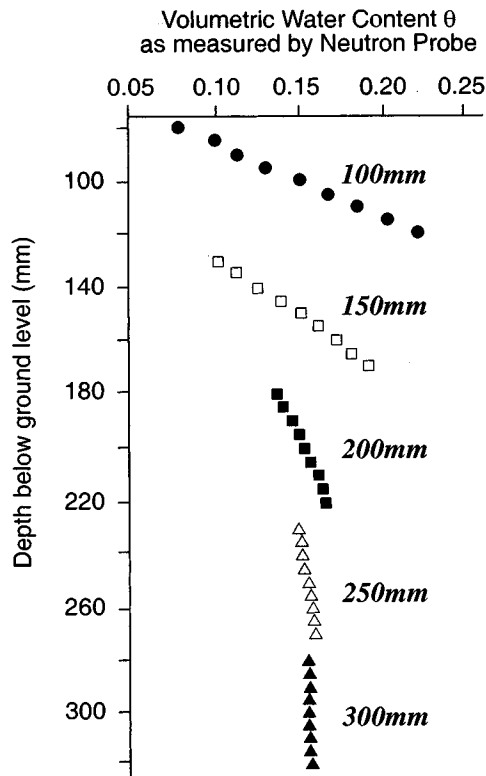 Volumetric Water Content θ
as measured by Neutron Probe
0.05 0.10 0.15 0.20 0.25
Depth below ground level (mm)
100
140
180
220
260
300
100mm
150mm
200mm
250mm
300mm